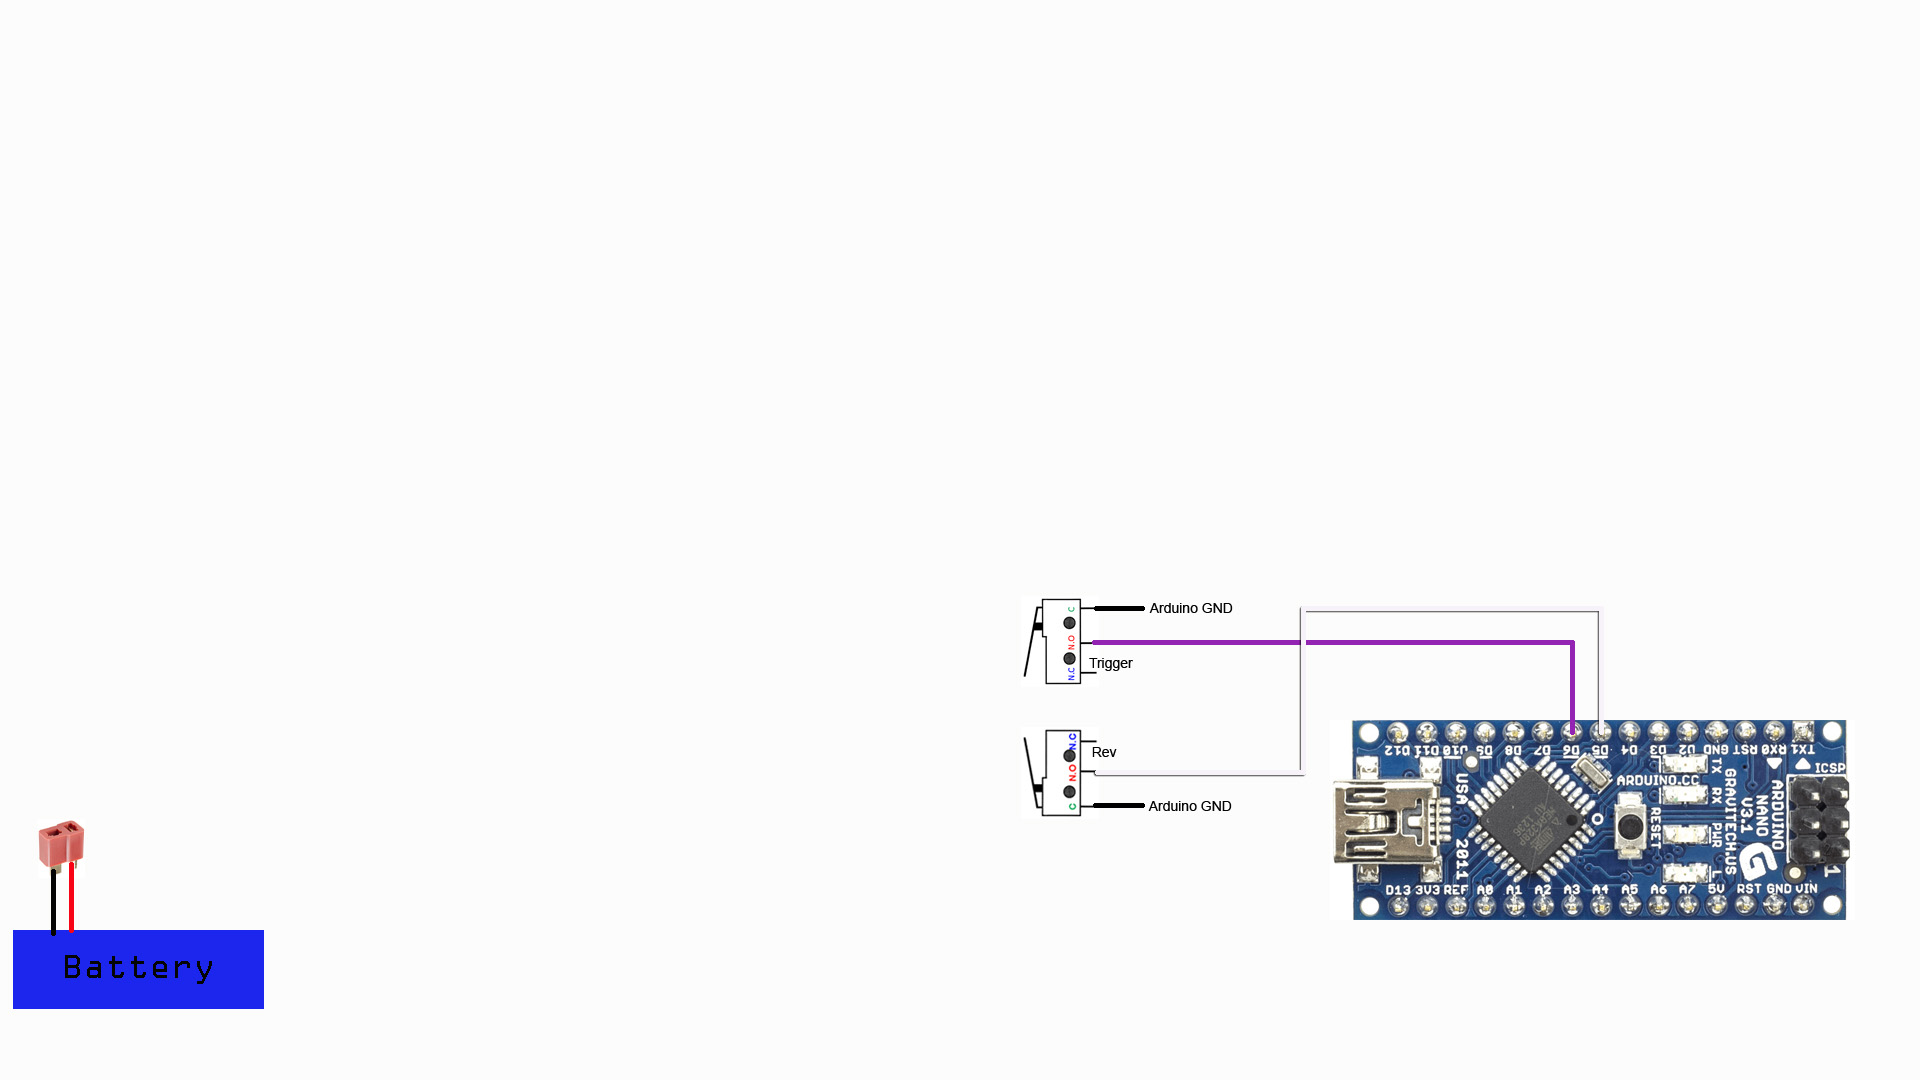 C
Arduino GND
N.O
Trigger
N.C
N.C
Rev
N.O
C
Arduino GND
D12 D11 D10 D9 D8 D7 D6 D5 D4 D3 D2 GND RST RX0 TX1
ICSP
USA
2011
ARDUINO.CC
RESET
TX
RX
PWR
L
GRAVITECH.US
ARDUINO
NANO
V3.1
1
D13 3V3 REF A0 A1 A2 A3 A4 A5 A6 A7 5V RST GND VIN
Battery